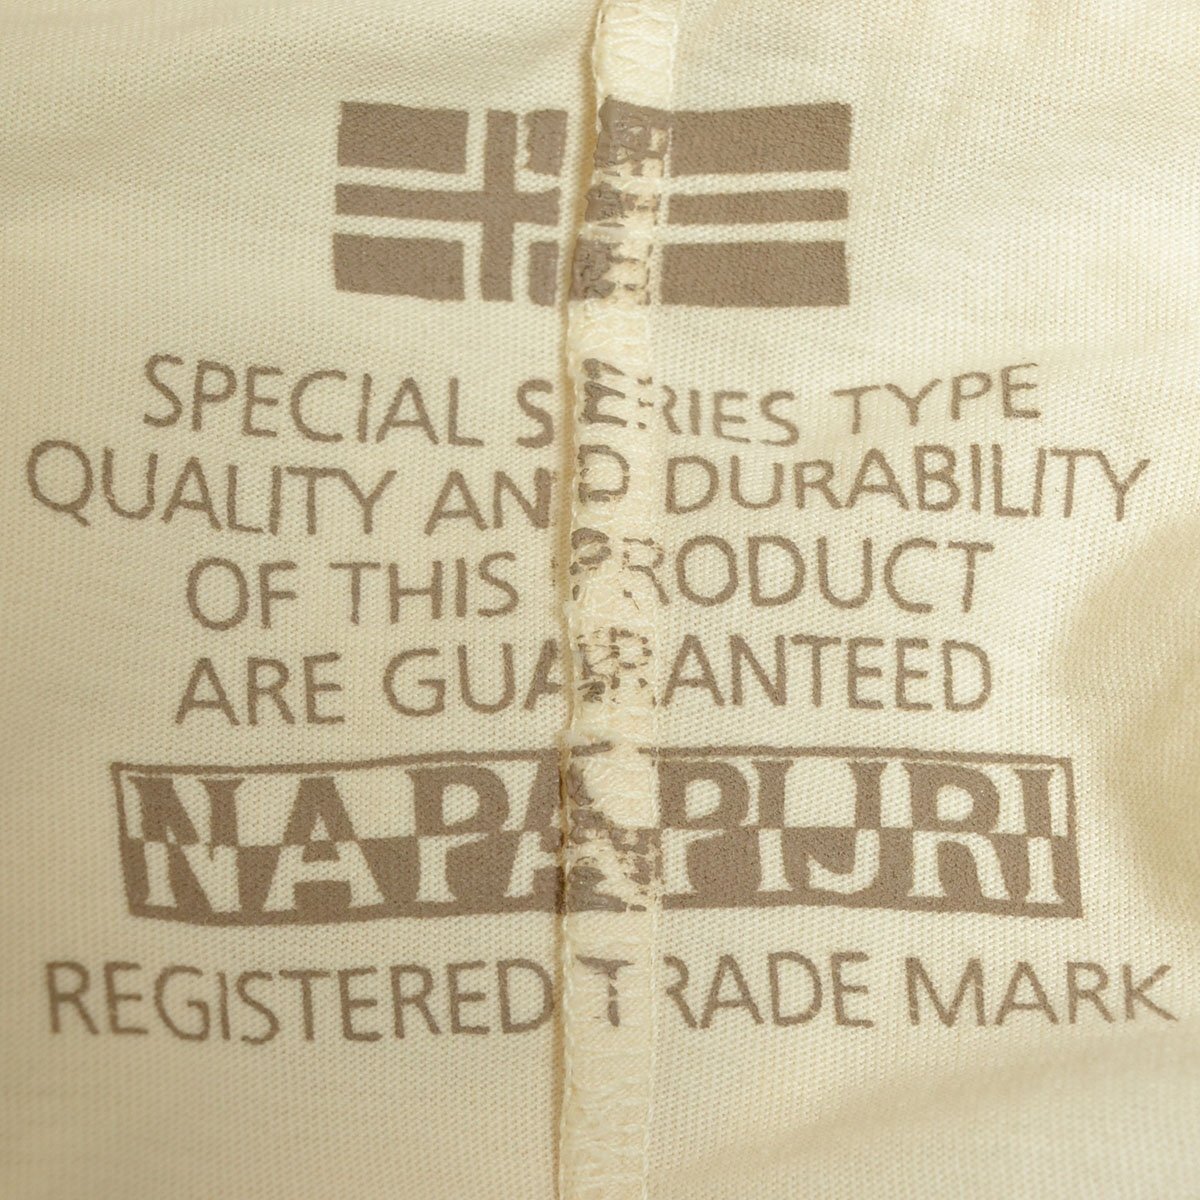 SPECIAL SERIES TYPE
QUALITY AND DURABILITY
OF THIS PRODUCT
ARE GUARANTEED
NAPAPIJRI
REGISTERED TRADE MARK